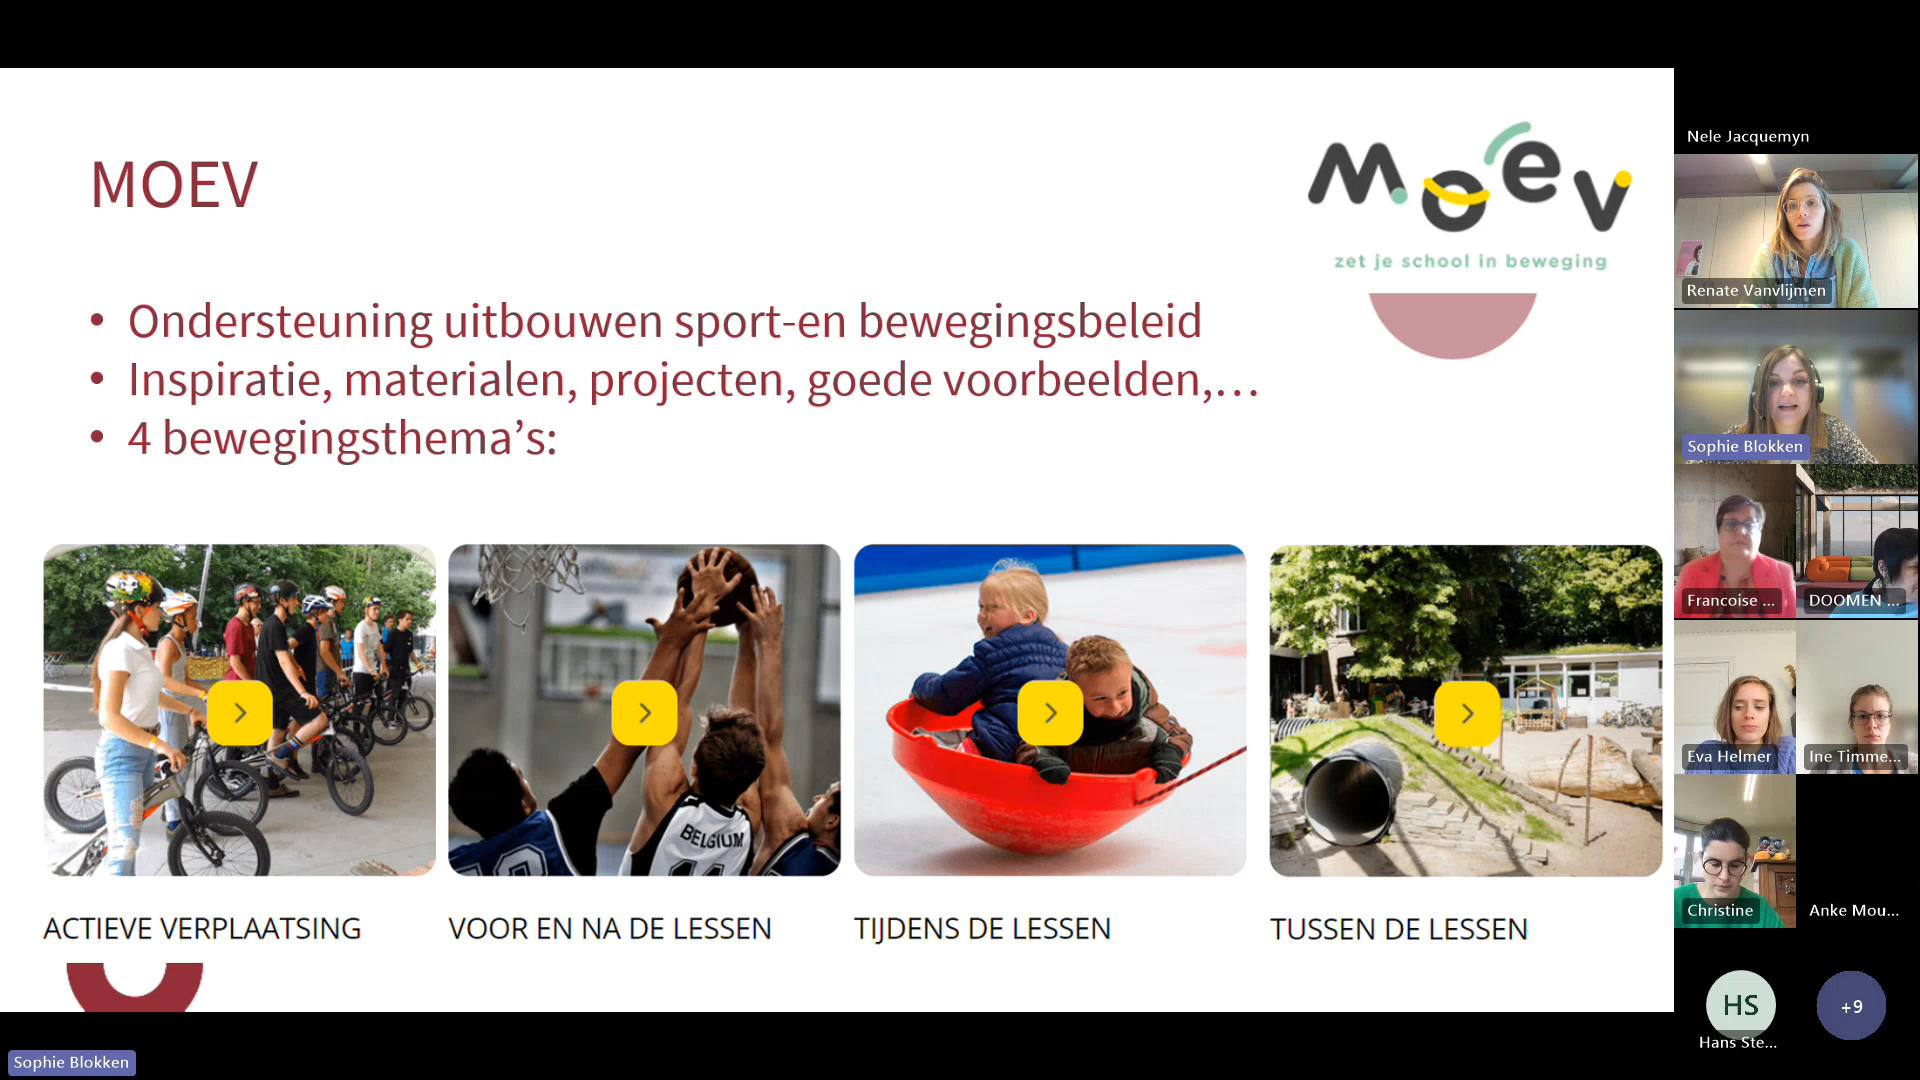 MOEV
Moev
zet je school in beweging
• Ondersteuning uitbouwen sport-en bewegingsbeleid
• Inspiratie, materialen, projecten, goede voorbeelden,…
• 4 bewegingsthema’s:
BELGIUM
ACTIEVE VERPLAATSING
VOOR EN NA DE LESSEN
TIJDENS DE LESSEN
TUSSEN DE LESSEN
Sophie Blokken
Nele Jacquemyn
Renate Vanvlijmen
Sophie Blokken
Francoise ...
DOOMEN ...
Eva Helmer
Ine Timme...
Christine
Anke Mou...
HS
Hans Ste...
+9